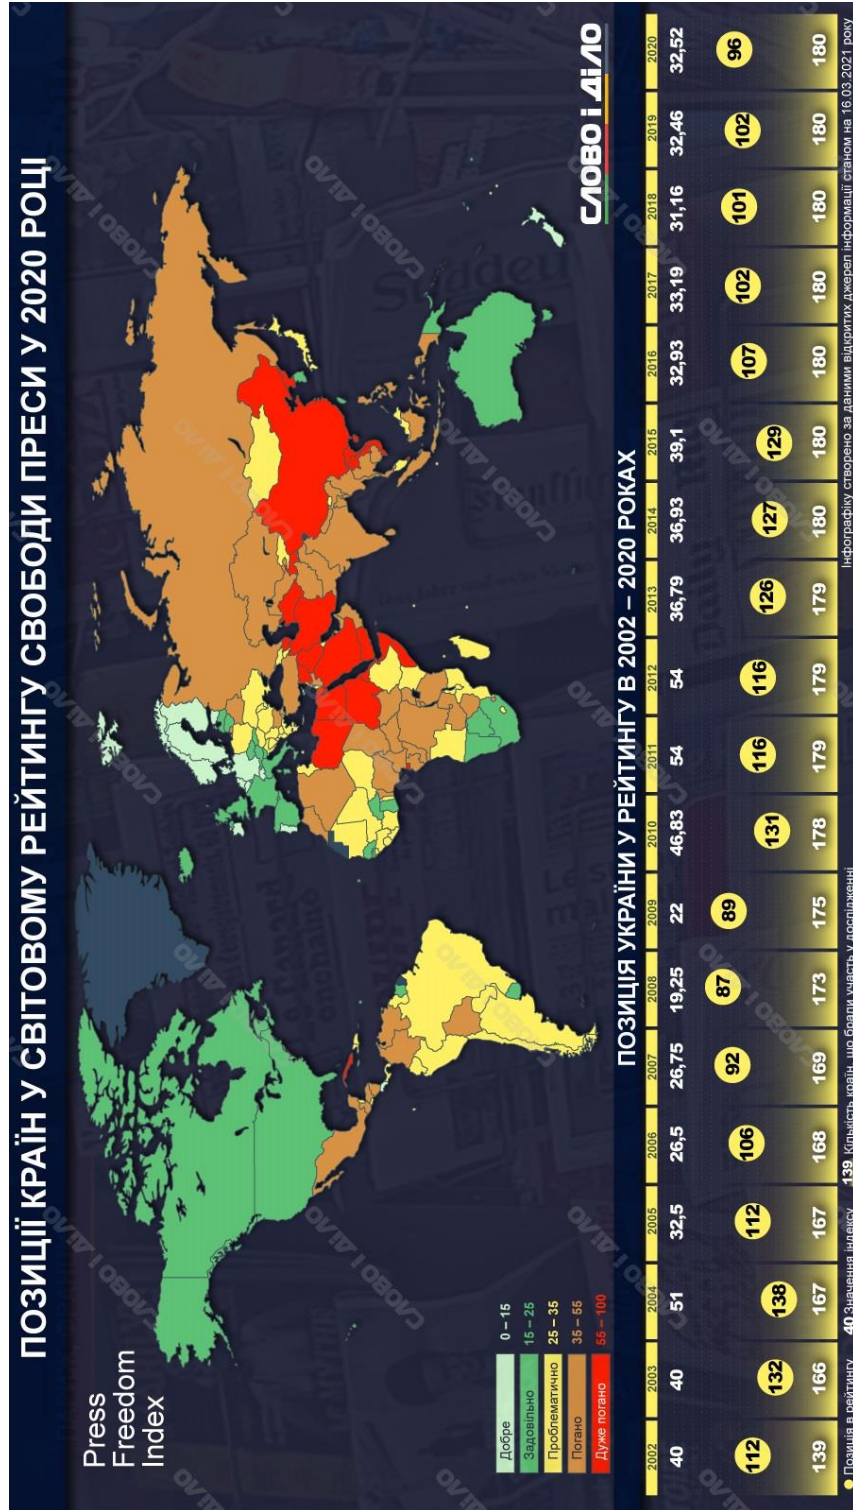 ПОЗИЦІЇ КРАЇН У СВІТОВОМУ РЕЙТИНГУ СВОБОДИ ПРЕСИ У 2020 РОЦІ
Press
Freedom
Index
Добре 0 – 15
Задовільно 15 – 25
Проблематично 25 – 35
Погано 35 – 55
Дуже погано 55 – 100
СЛОВО і ДІЛО
ПОЗИЦІЯ УКРАЇНИ У РЕЙТИНГУ В 2002 – 2020 РОКАХ
2002 2003 2004 2005 2006 2007 2008 2009 2010 2011 2012 2013 2014 2015 2016 2017 2018 2019 2020
40 40 51 32,5 26,5 26,75 19,25 22 46,83 54 54 36,79 36,93 39,1 32,93 33,19 31,16 32,46 32,52
112 132 138 112 106 92 87 89 131 116 116 126 127 129 107 102 101 102 96
139 166 167 167 168 169 173 175 178 179 179 179 180 180 180 180 180 180 180
Позиція в рейтингу 40 Значення індексу 139 Кількість країн, що брали участь у дослідженні Інфографіку створено за даними відкритих джерел інформації станом на 16.03.2021 року